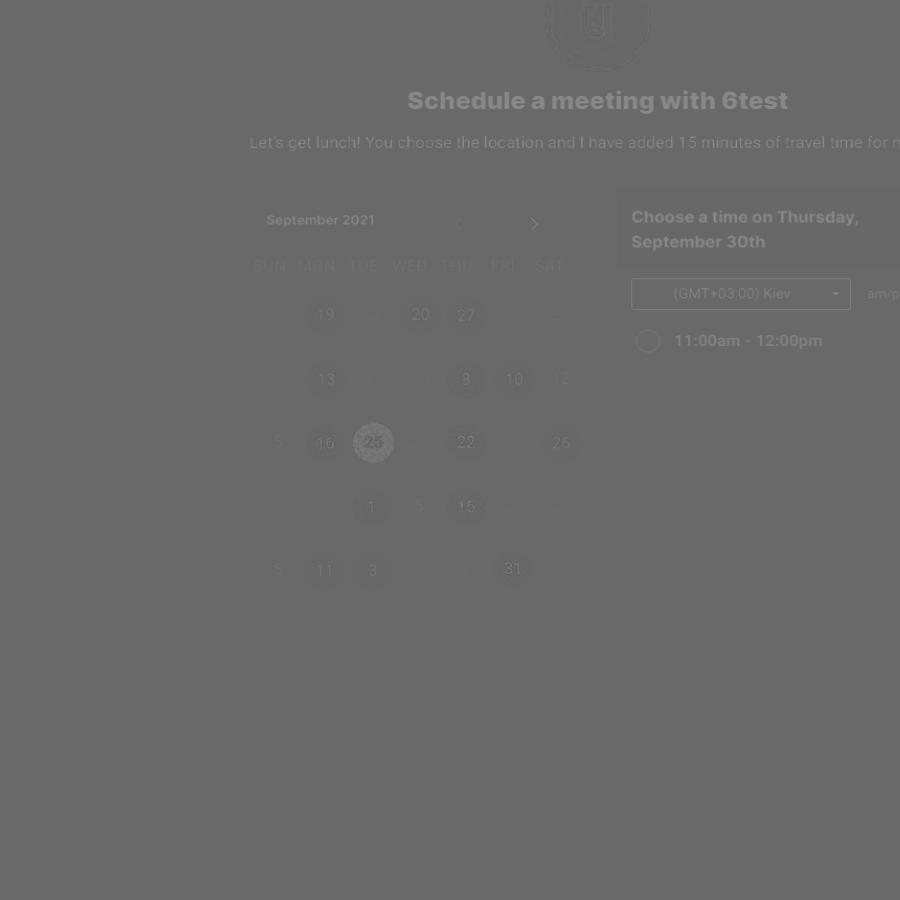 Schedule a meeting with 6test
Let's get lunch! You choose the location and I have added 15 minutes of travel time for
September 2021
SUN MON TUE WED THU FRI SAT
19 20 27
13 8 10 12
5 16 25 22 26
1 5 15
5 11 3 31
Choose a time on Thursday,
September 30th
(GMT+03:00) Kiev am/p
11:00am - 12:00pm